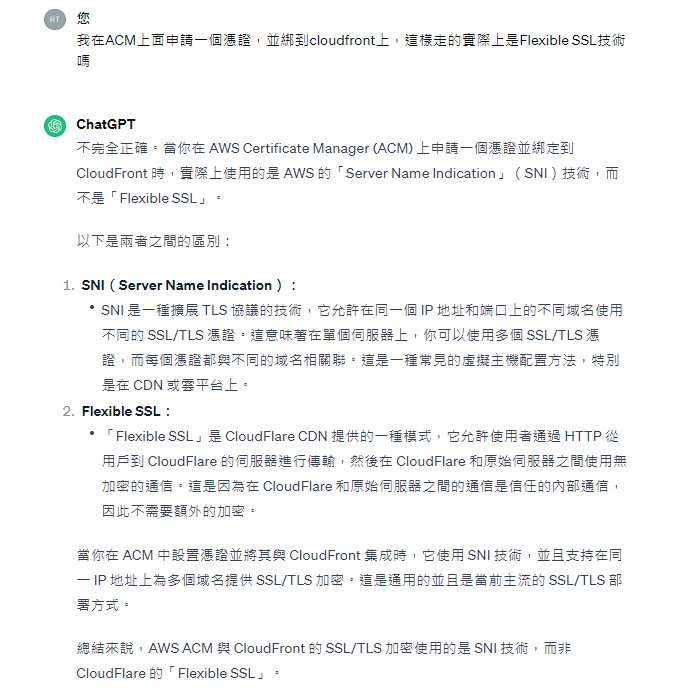 RT
您
我在ACM上面申請一個憑證，並綁到cloudfront上，這樣走的實際上是Flexible SSL技術
嗎
ChatGPT
不完全正確。當你在 AWS Certificate Manager (ACM) 上申請一個憑證並綁定到
CloudFront 時，實際上使用的是 AWS 的「Server Name Indication」（SNI）技術，而
不是「Flexible SSL」。
以下是兩者之間的區別：
1. SNI（Server Name Indication）：
• SNI 是一種擴展 TLS 協議的技術，它允許在同一個 IP 地址和端口上的不同域名使用
不同的 SSL/TLS 憑證。這意味著在單個伺服器上，你可以使用多個 SSL/TLS 憑
證，而每個憑證都與不同的域名相關聯。這是一種常見的虛擬主機配置方法，特別
是在 CDN 或雲平台上。
2. Flexible SSL：
• 「Flexible SSL」是 CloudFlare CDN 提供的一種模式，它允許使用者通過 HTTP 從
用戶到 CloudFlare 的伺服器進行傳輸，然後在 CloudFlare 和原始伺服器之間使用無
加密的通信。這是因為在 CloudFlare 和原始伺服器之間的通信是信任的內部通信，
因此不需要額外的加密。
當你在 ACM 中設置憑證並將其與 CloudFront 集成時，它使用 SNI 技術，並且支持在同
一 IP 地址上為多個域名提供 SSL/TLS 加密。這是通用的並且是當前主流的 SSL/TLS 部
署方式。
總結來說，AWS ACM 與 CloudFront 的 SSL/TLS 加密使用的是 SNI 技術，而非
CloudFlare 的「Flexible SSL」。